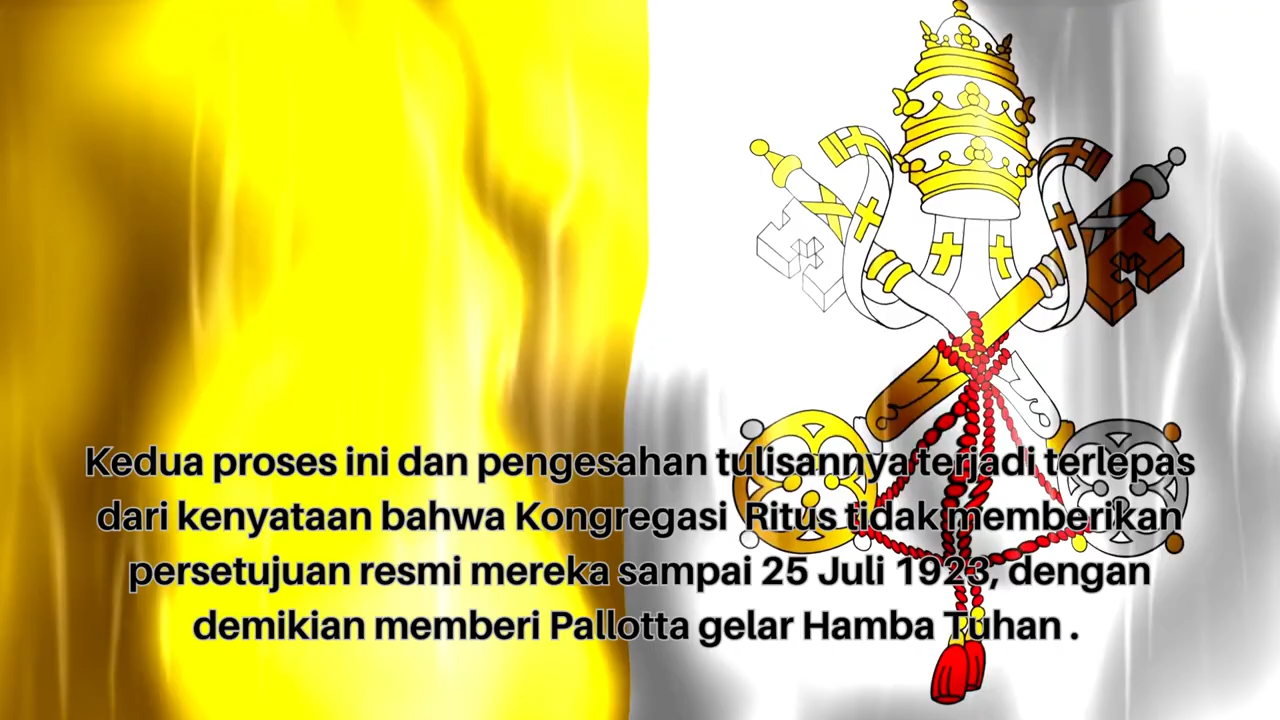 Kedua proses ini dan pengesahan tulisannya terjadi terlepas
dari kenyataan bahwa Kongregasi Ritus tidak memberikan
persetujuan resmi mereka sampai 25 Juli 1923, dengan
demikian memberi Pallotta gelar Hamba Tuhan .